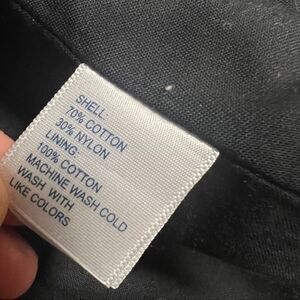 SHELL:
70% COTTON
30% NYLON
LINING:
100% COTTON
MACHINE WASH COLD
WASH WITH
LIKE COLORS